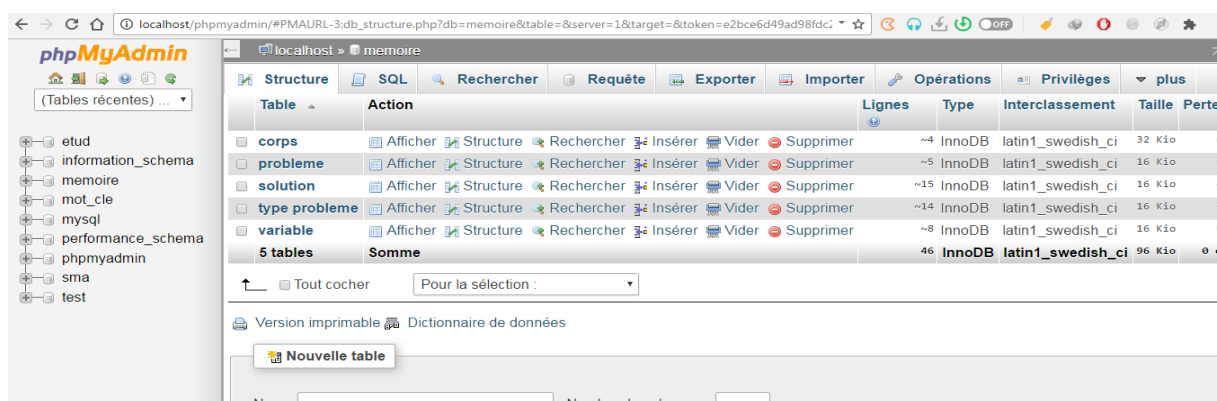 localhost/phpmyadmin/#PMAURL-3:db_structure.php?db=memoire&table=&server=1&target=&token=e2bce6d49ad98fdc2
OFF
phpMyAdmin
(Tables récentes) ...
etud
information_schema
memoire
mot_cle
mysql
performance_schema
phpmyadmin
sma
test
localhost » memoire
Structure SQL Rechercher Requête Exporter Importer Opérations Privilèges plus
Table Action Lignes Type Interclassement Taille Perte
corps Afficher Structure Rechercher Insérer Vider Supprimer ~4 InnoDB latin1_swedish_ci 32 Kio
probleme Afficher Structure Rechercher Insérer Vider Supprimer ~5 InnoDB latin1_swedish_ci 16 Kio
solution Afficher Structure Rechercher Insérer Vider Supprimer ~15 InnoDB latin1_swedish_ci 16 Kio
type probleme Afficher Structure Rechercher Insérer Vider Supprimer ~14 InnoDB latin1_swedish_ci 16 Kio
variable Afficher Structure Rechercher Insérer Vider Supprimer ~8 InnoDB latin1_swedish_ci 16 Kio
5 tables Somme 46 InnoDB latin1_swedish_ci 96 Kio 0
Tout cocher Pour la sélection :
Version imprimable Dictionnaire de données
Nouvelle table